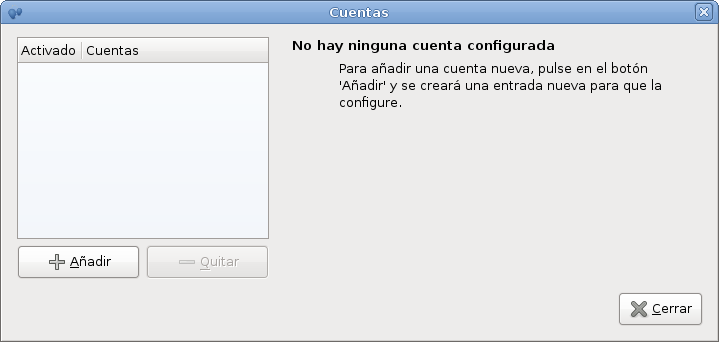 Cuentas
Activado Cuentas
No hay ninguna cuenta configurada
Para añadir una cuenta nueva, pulse en el botón
'Añadir' y se creará una entrada nueva para que la
configure.
Añadir
Quitar
Cerrar